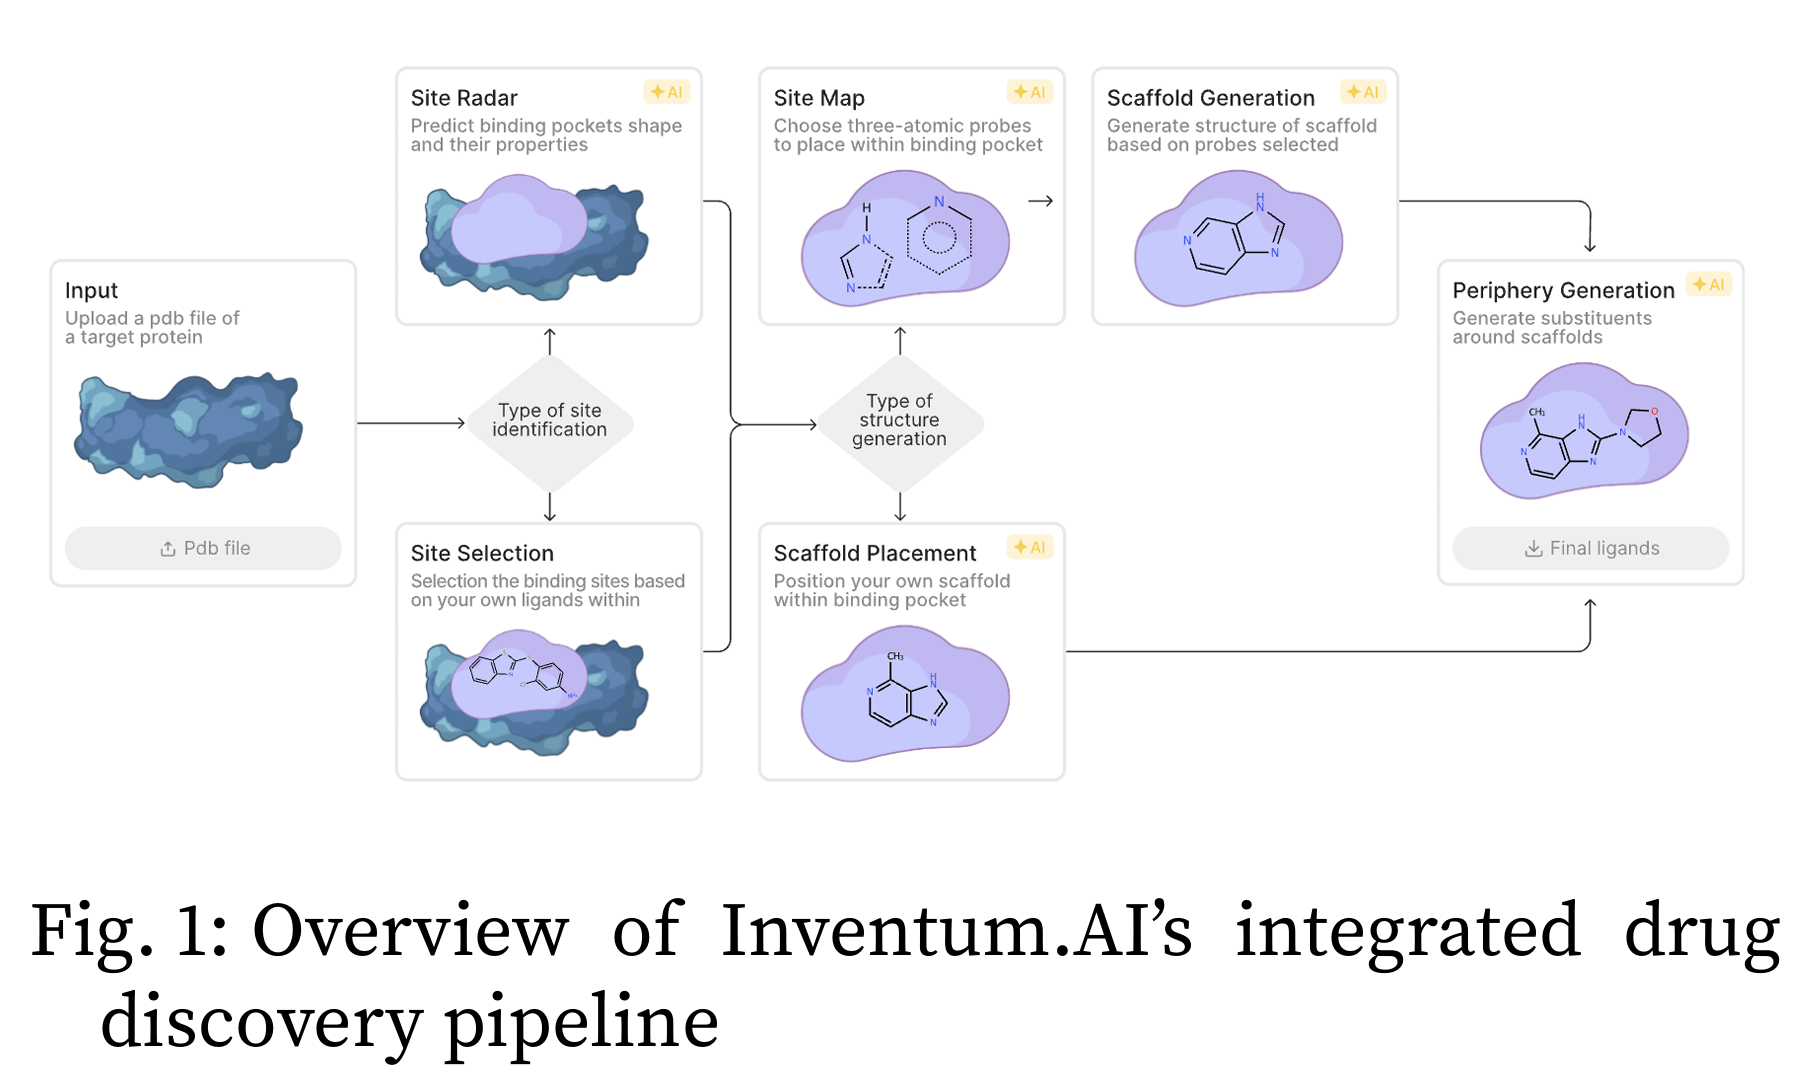 Input
Upload a pdb file of
a target protein
Pdb file
Site Radar
AI
Predict binding pockets shape
and their properties
Type of site
identification
Site Selection
Selection the binding sites based
on your own ligands within
Site Map
AI
Choose three-atomic probes
to place within binding pocket
H
N
N
N
Type of
structure
generation
Scaffold Placement
AI
Position your own scaffold
within binding pocket
CH₃
N
H
N
N
Scaffold Generation
AI
Generate structure of scaffold
based on probes selected
H
N
N
N
Periphery Generation
AI
Generate substituents
around scaffolds
CH₃
H
N
N
N
N
O
Final ligands
Fig. 1: Overview of Inventum.AI’s integrated drug
discovery pipeline